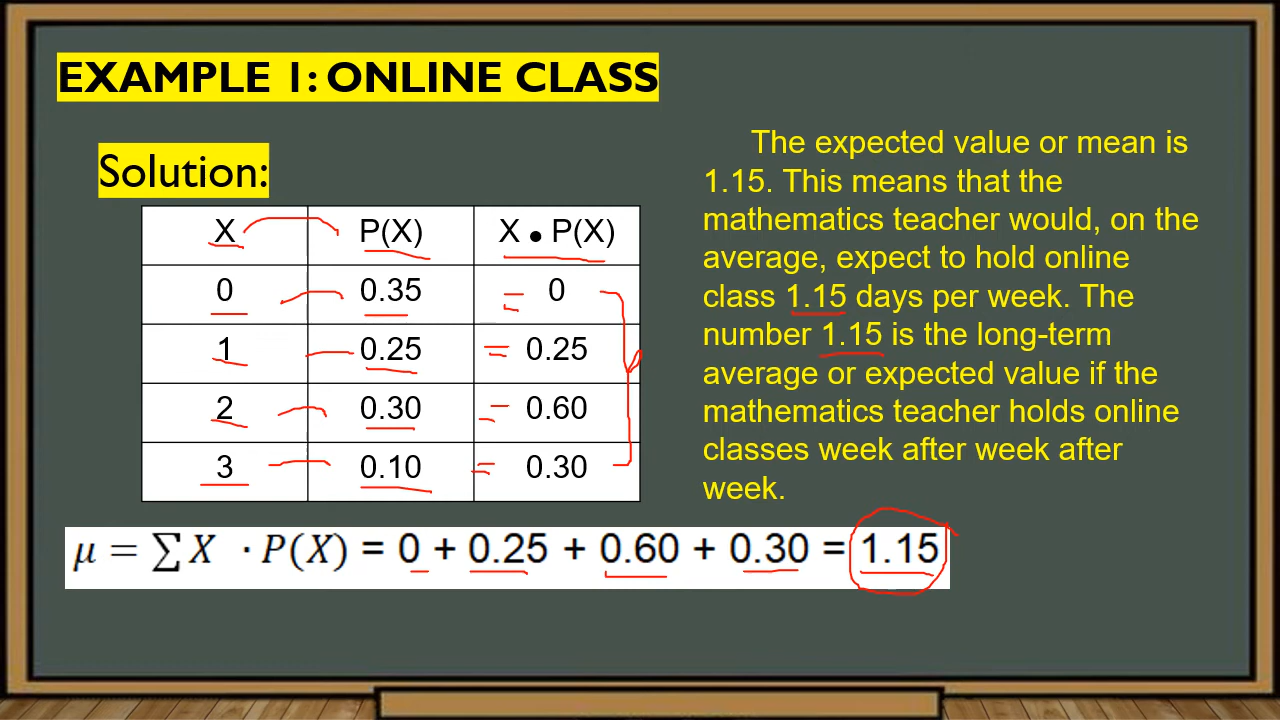 EXAMPLE 1: ONLINE CLASS
Solution:
X P(X) X • P(X)
0 0.35 = 0
1 0.25 = 0.25
2 0.30 = 0.60
3 0.10 = 0.30
The expected value or mean is
1.15. This means that the
mathematics teacher would, on the
average, expect to hold online
class 1.15 days per week. The
number 1.15 is the long-term
average or expected value if the
mathematics teacher holds online
classes week after week after
week.
μ = ∑X · P(X) = 0 + 0.25 + 0.60 + 0.30 = 1.15